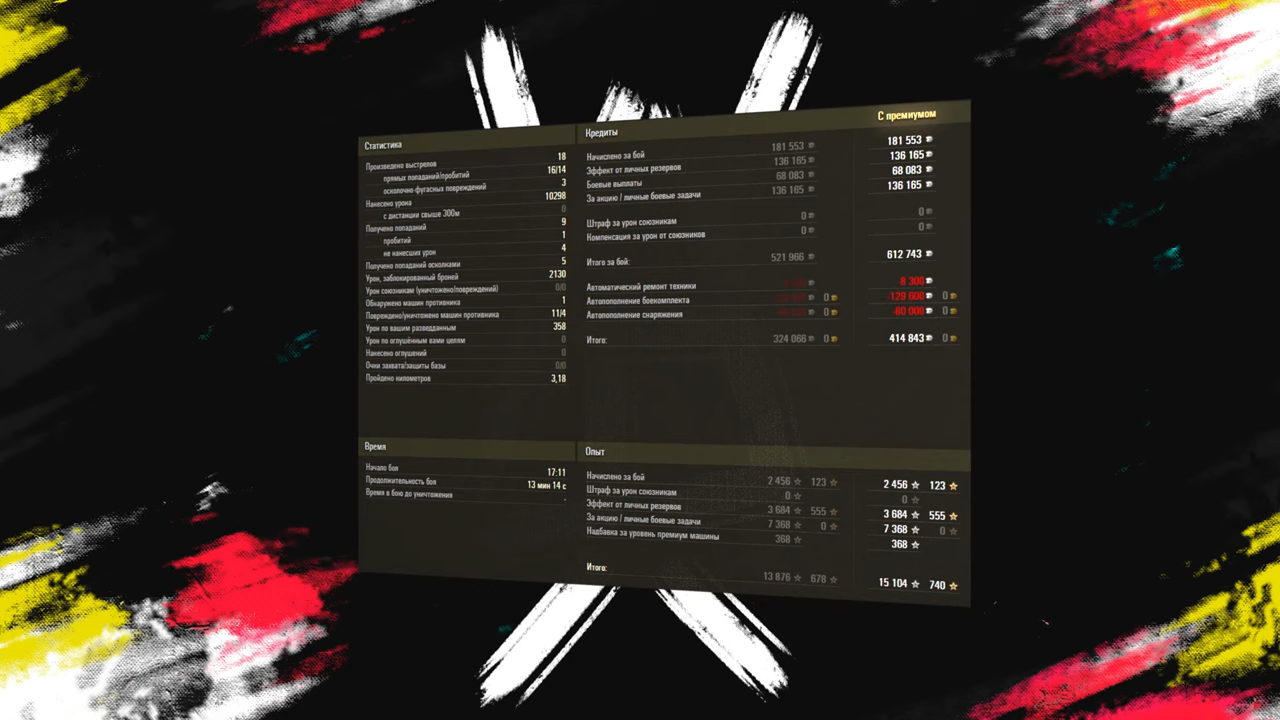 С премиумом
Статистика
Произведено выстрелов 18
прямых попаданий/пробитий 16/14
осколочно-фугасных повреждений 3
Нанесено урона 10298
с дистанции свыше 300м 0
Получено попаданий 9
пробитий 1
не нанесших урон 4
Получено попаданий осколками 5
Урон, заблокированный броней 2130
Урон союзникам (уничтожено/повреждений) 0/0
Обнаружено машин противника 1
Повреждено/уничтожено машин противника 11/4
Урон по вашим разведданным 358
Урон по оглушённым вами целям 0
Нанесено оглушений 0
Очки захвата/защиты базы 0/0
Пройдено километров 3,18
Кредиты
Начислено за бой 181 553 181 553
Эффект от личных резервов 136 165 136 165
Боевые выплаты 68 083 68 083
За акцию / личные боевые задачи 136 165 136 165
Штраф за урон союзникам 0 0
Компенсация за урон от союзников 0 0
Итого за бой: 521 966 612 743
Автоматический ремонт техники -8 300
Автопополнение боекомплекта 0 -129 600 0
Автопополнение снаряжения 0 -60 000 0
Итого: 324 066 0 414 843 0
Время
Начало боя 17:11
Продолжительность боя 13 мин 14 с
Время в бою до уничтожения -
Опыт
Начислено за бой 2 456 123 2 456 123
Штраф за урон союзникам 0 0
Эффект от личных резервов 3 684 555 3 684 555
За акцию / личные боевые задачи 7 368 0 7 368 0
Надбавка за уровень премиум машины 368 368
Итого: 13 876 678 15 104 740